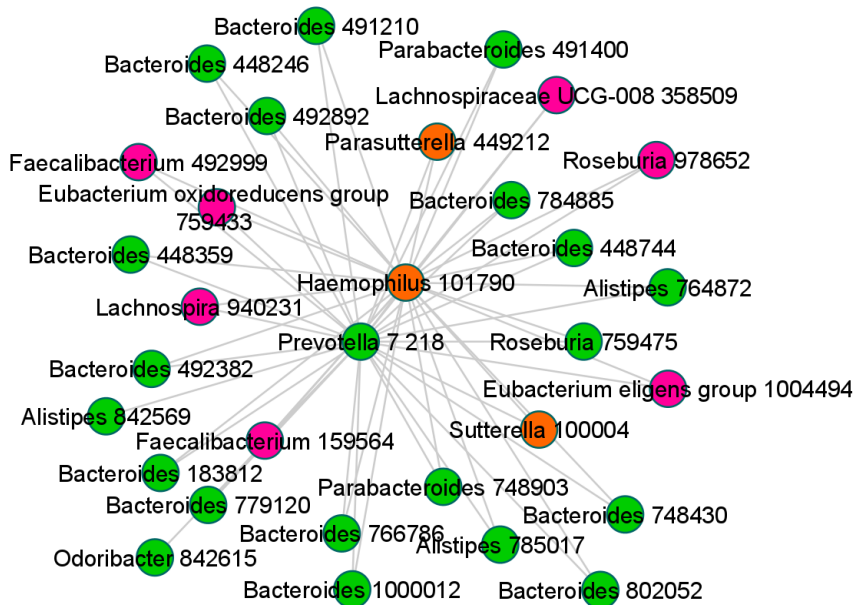 Bacteroides 491210
Parabacteroides 491400
Bacteroides 448246
Lachnospiraceae UCG-008 358509
Bacteroides 492892
Parasutterella 449212
Faecalibacterium 492999
Roseburia 978652
Eubacterium oxidoreducens group
759433
Bacteroides 784885
Bacteroides 448359
Bacteroides 448744
Haemophilus 101790
Alistipes 764872
Lachnospira 940231
Prevotella 7 218
Roseburia 759475
Bacteroides 492382
Eubacterium eligens group 1004494
Alistipes 842569
Faecalibacterium 159564
Sutterella 100004
Bacteroides 183812
Parabacteroides 748903
Bacteroides 779120
Bacteroides 748430
Bacteroides 766786
Alistipes 785017
Odoribacter 842615
Bacteroides 1000012
Bacteroides 802052